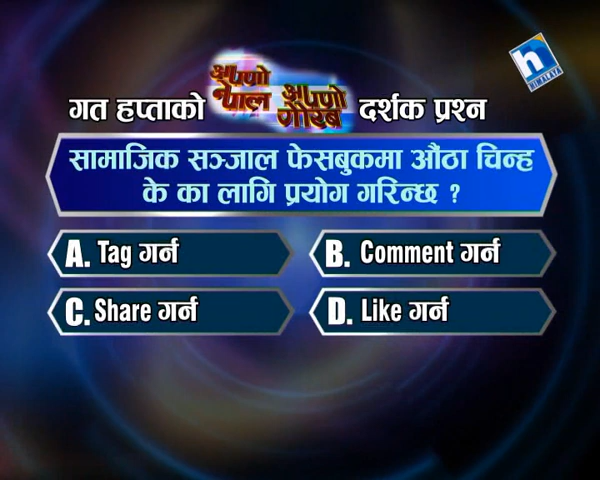 HIMALAYA
गत हप्ताको आफ्नो नेपाल आफ्नो गौरव दर्शक प्रश्न
सामाजिक सञ्जाल फेसबुकमा औंठा चिन्ह
के का लागि प्रयोग गरिन्छ ?
A. Tag गर्न
B. Comment गर्न
C. Share गर्न
D. Like गर्न